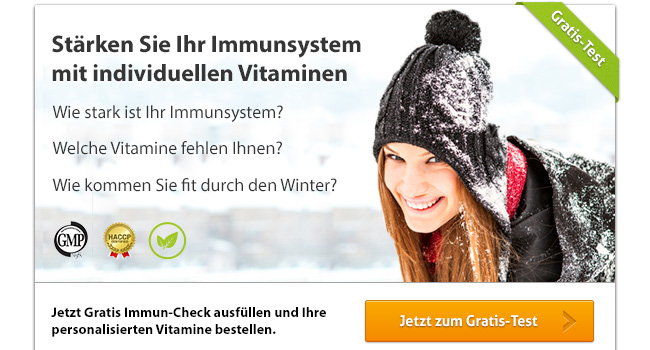 Gratis-Test
Stärken Sie Ihr Immunsystem
mit individuellen Vitaminen
Wie stark ist Ihr Immunsystem?
Welche Vitamine fehlen Ihnen?
Wie kommen Sie fit durch den Winter?
GMP
HACCP
Jetzt Gratis Immun-Check ausfüllen und Ihre
personalisierten Vitamine bestellen.
Jetzt zum Gratis-Test